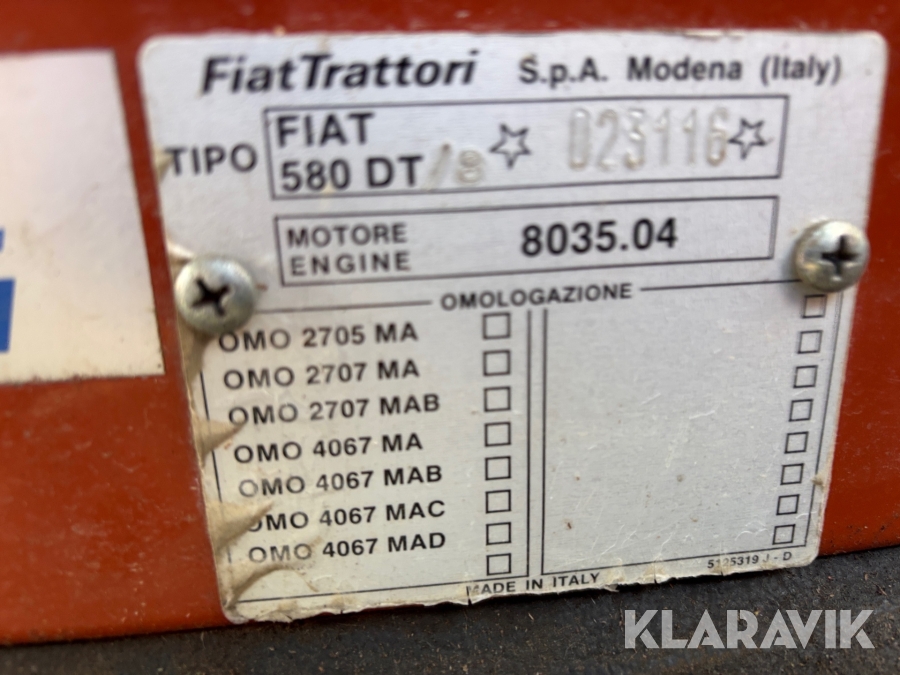 FiatTrattori S.p.A. Modena (Italy)
TIPO FIAT 580 DT/8 ☆ 023116 ☆
MOTORE
ENGINE 8035.04
OMOLOGAZIONE
OMO 2705 MA
OMO 2707 MA
OMO 2707 MAB
OMO 4067 MA
OMO 4067 MAB
OMO 4067 MAC
OMO 4067 MAD
5125319 J - D
MADE IN ITALY
KLARAVIK